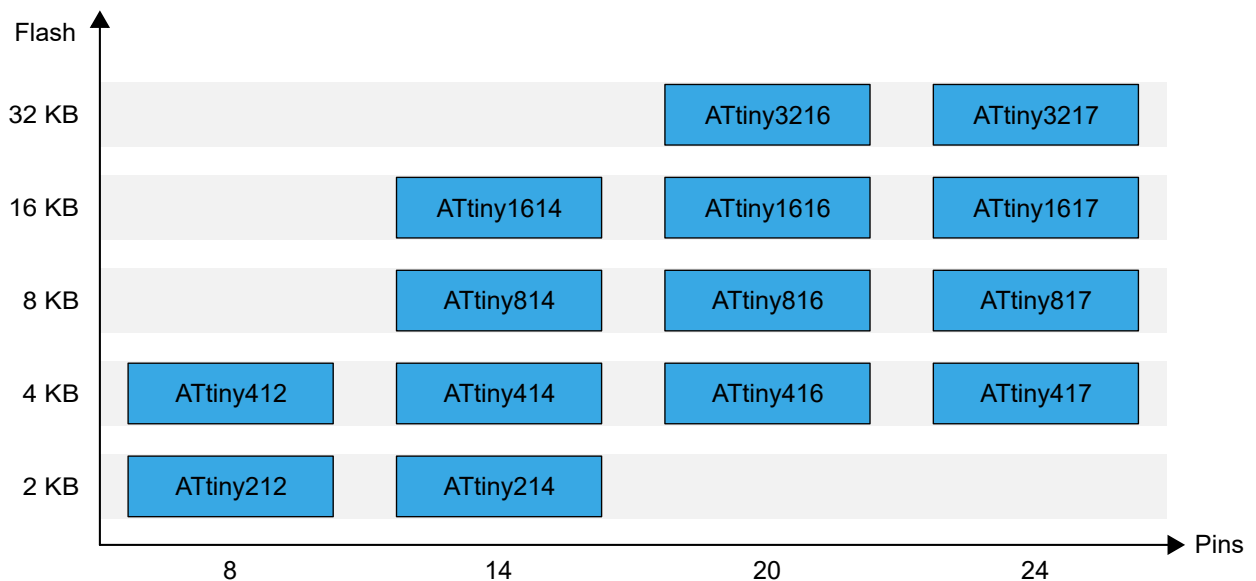 Flash
32 KB
ATtiny3216
ATtiny3217
16 KB
ATtiny1614
ATtiny1616
ATtiny1617
8 KB
ATtiny814
ATtiny816
ATtiny817
4 KB
ATtiny412
ATtiny414
ATtiny416
ATtiny417
2 KB
ATtiny212
ATtiny214
Pins
8
14
20
24